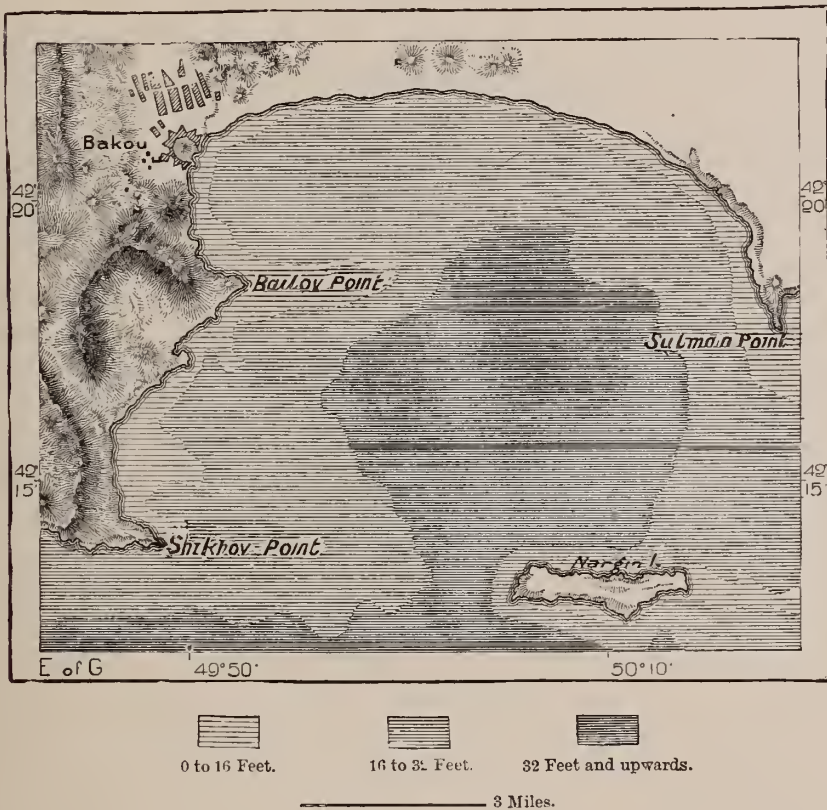 Bakou
42°
20'
42°
20'
Bailov Point
Sulman Point
42°
15'
42°
15'
Shikhov Point
Nargin I.
E of G
49°50'
50°10'
0 to 16 Feet.
16 to 32 Feet.
32 Feet and upwards.
3 Miles.